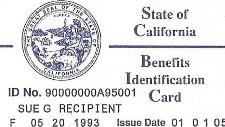 State of
California
CALIFORNIA
Benefits
Identification
Card
ID No. 90000000A95001
SUE G RECIPIENT
F 05 20 1993 Issue Date 01 01 05